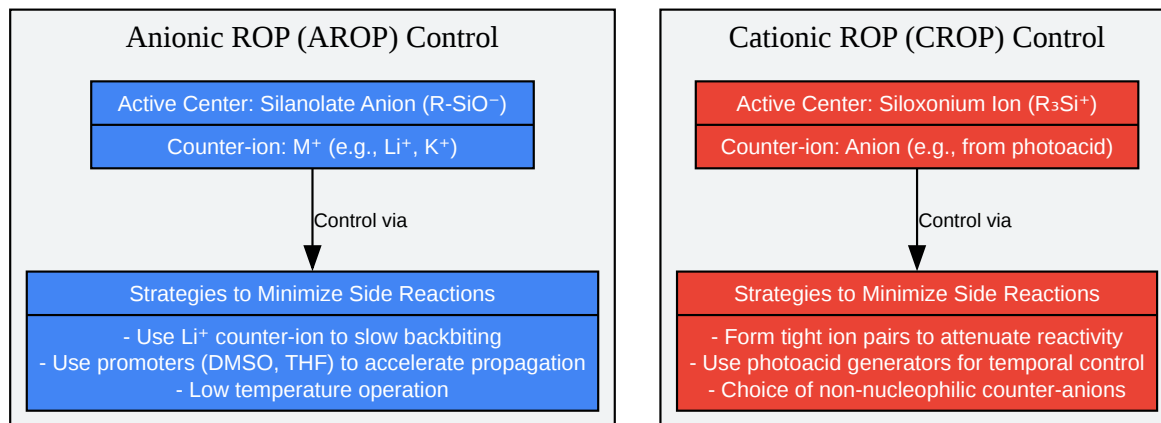 Anionic ROP (AROP) Control
Active Center: Silanolate Anion (R-SiO⁻)
Counter-ion: M⁺ (e.g., Li⁺, K⁺)
Control via
Strategies to Minimize Side Reactions
- Use Li⁺ counter-ion to slow backbiting
- Use promoters (DMSO, THF) to accelerate propagation
- Low temperature operation
Cationic ROP (CROP) Control
Active Center: Siloxonium Ion (R₃Si⁺)
Counter-ion: Anion (e.g., from photoacid)
Control via
Strategies to Minimize Side Reactions
- Form tight ion pairs to attenuate reactivity
- Use photoacid generators for temporal control
- Choice of non-nucleophilic counter-anions